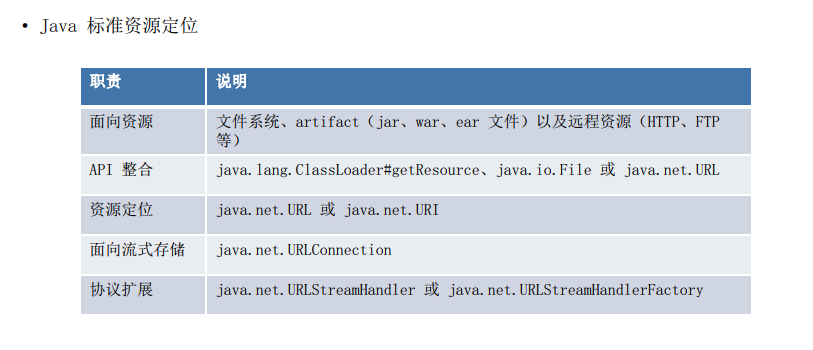 • Java 标准资源定位
职责 说明
面向资源 文件系统、artifact（jar、war、ear 文件）以及远程资源（HTTP、FTP
等）
API 整合 java.lang.ClassLoader#getResource、java.io.File 或 java.net.URL
资源定位 java.net.URL 或 java.net.URI
面向流式存储 java.net.URLConnection
协议扩展 java.net.URLStreamHandler 或 java.net.URLStreamHandlerFactory